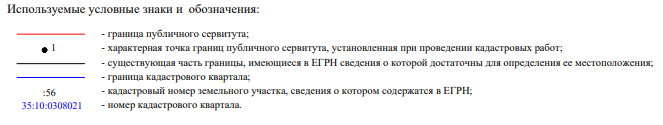 Используемые условные знаки и обозначения:
- граница публичного сервитута;
1 - характерная точка границ публичного сервитута, установленная при проведении кадастровых работ;
- существующая часть границы, имеющиеся в ЕГРН сведения о которой достаточны для определения ее местоположения;
- граница кадастрового квартала;
:56 - кадастровый номер земельного участка, сведения о котором содержатся в ЕГРН;
35:10:0308021 - номер кадастрового квартала.